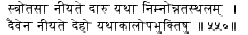 स्त्रोतसा नीयते दारु यथा निम्नोन्नतस्थलम् ।
दैवेन नीयते देहो यथाकालोपभुक्तिषु ॥ ५५०॥